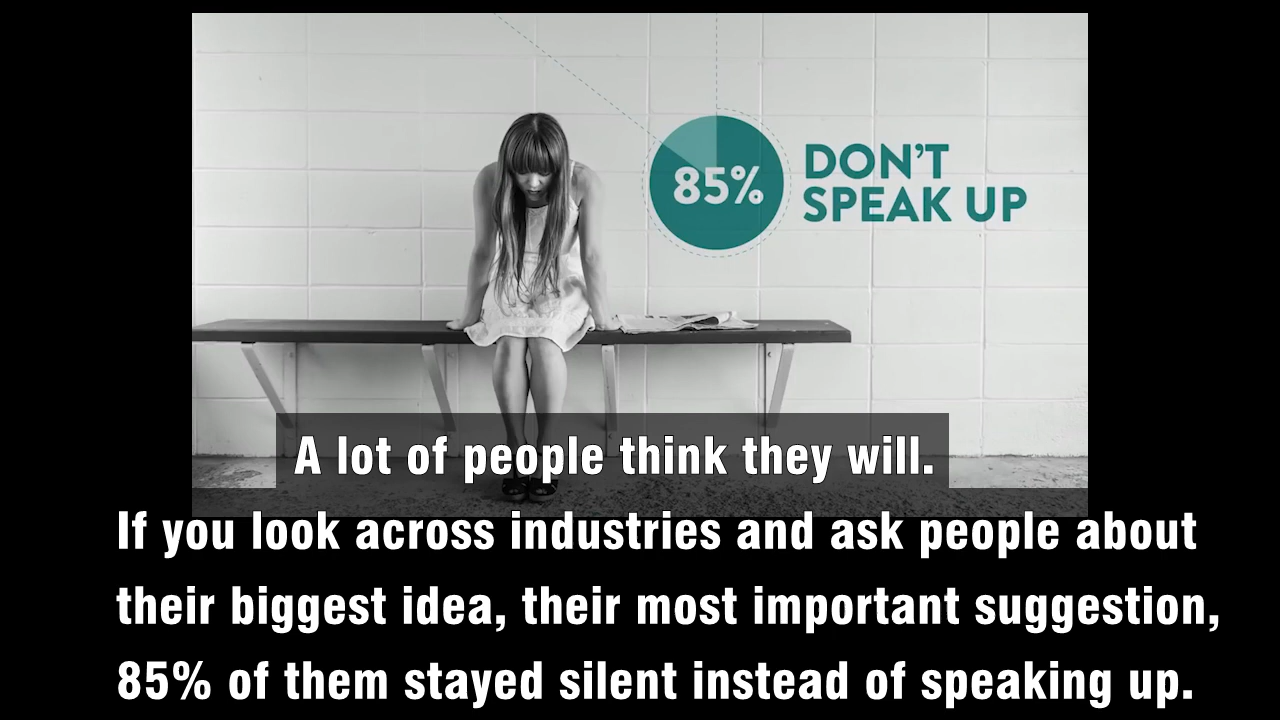 85%
DON'T
SPEAK UP
A lot of people think they will.
If you look across industries and ask people about
their biggest idea, their most important suggestion,
85% of them stayed silent instead of speaking up.